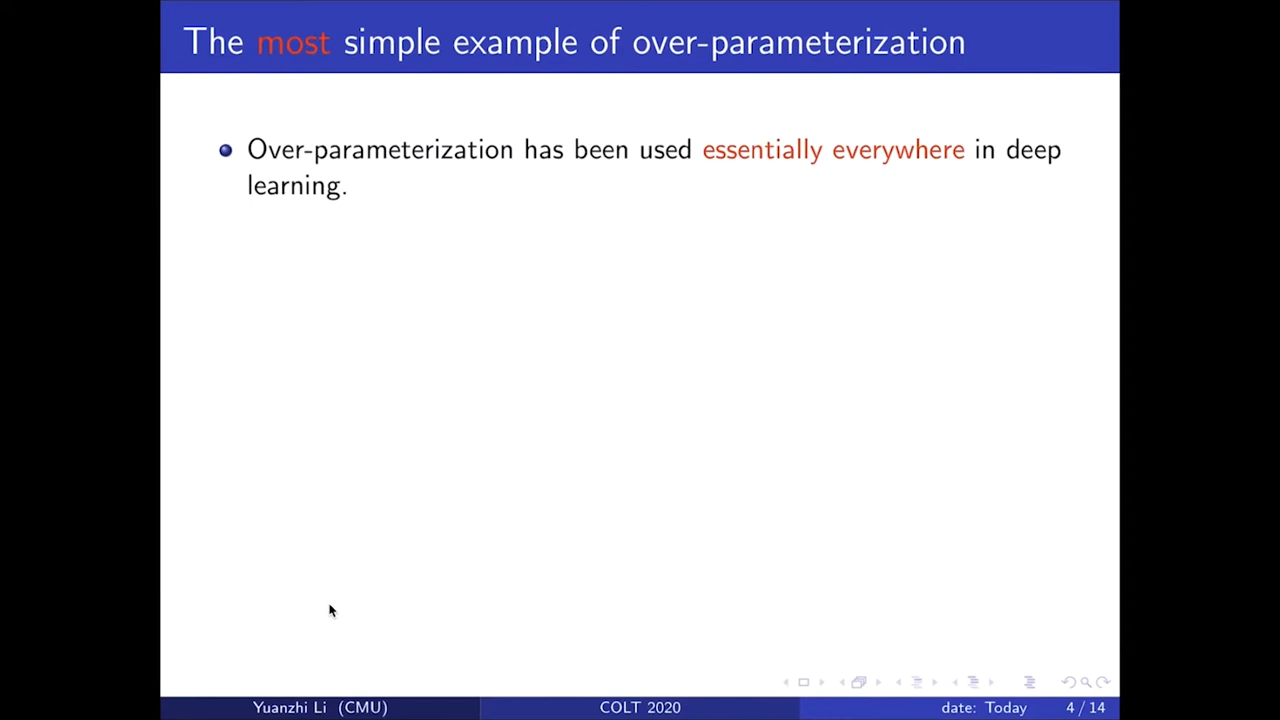 The most simple example of over-parameterization
Over-parameterization has been used essentially everywhere in deep
learning.
Yuanzhi Li (CMU)
COLT 2020
date: Today
4 / 14